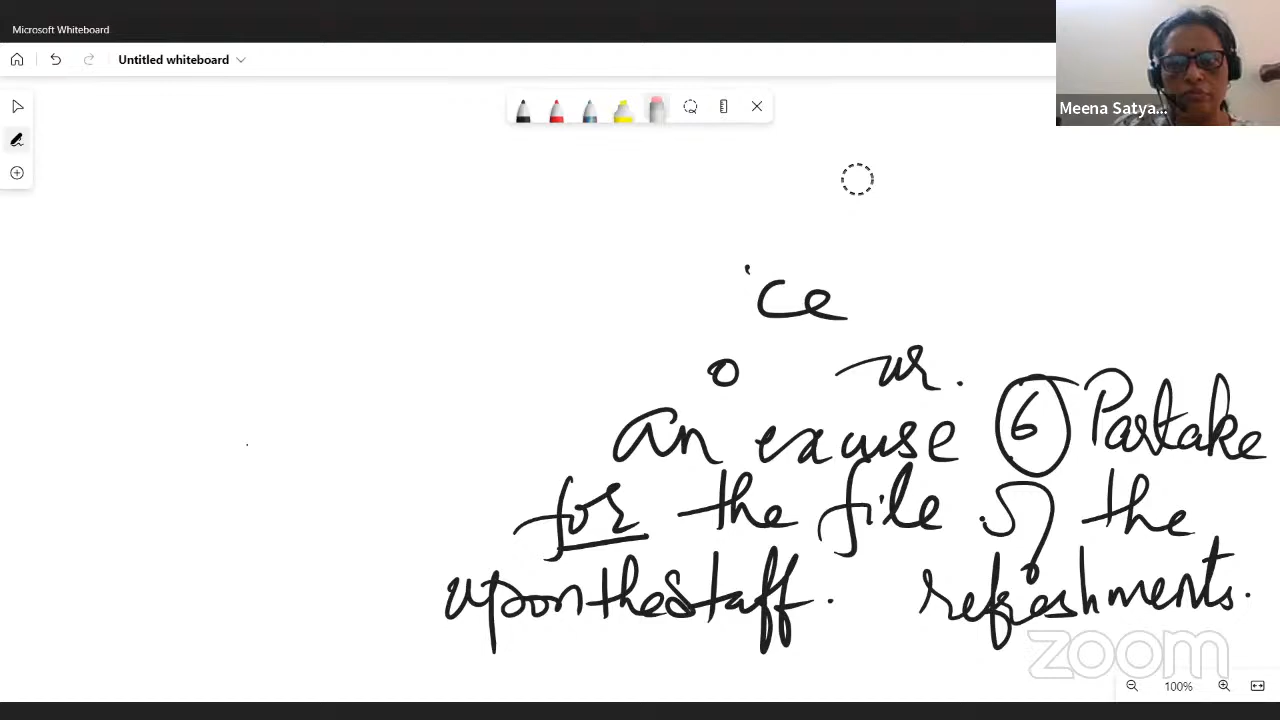 Microsoft Whiteboard
Untitled whiteboard
Meena Satya...
ice
o ur.
an excuse 6 Partake
for the file of the
uponthestaff. refreshments.
zoom
100%